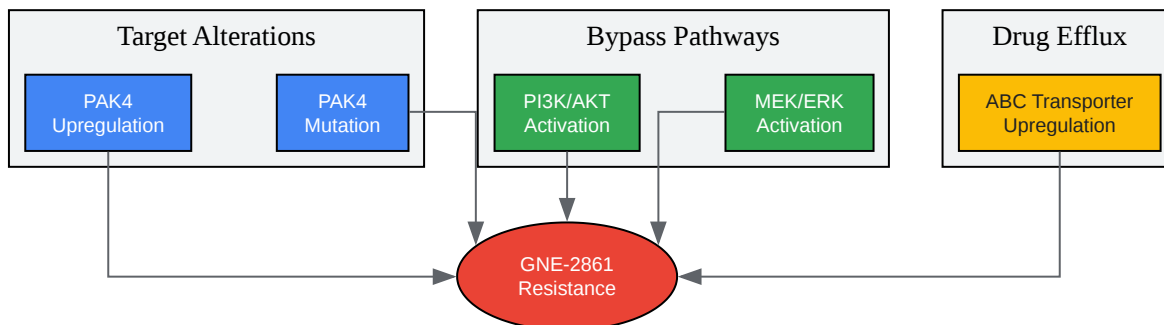 Target Alterations
PAK4
Upregulation
PAK4
Mutation
Bypass Pathways
PI3K/AKT
Activation
MEK/ERK
Activation
Drug Efflux
ABC Transporter
Upregulation
GNE-2861
Resistance